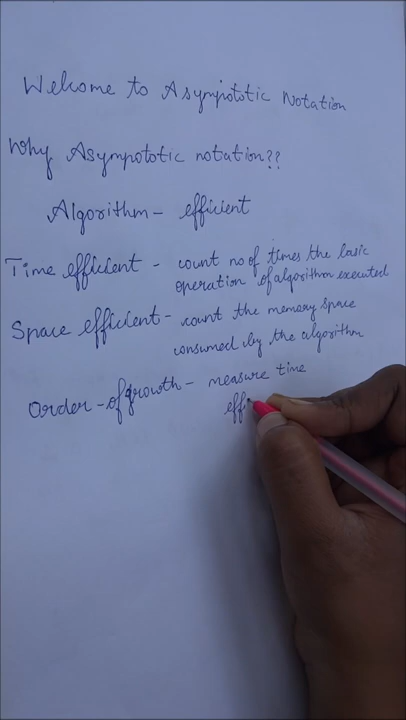 Welcome to Asymptotic Notation
Why Asymptotic notation??
Algorithm - efficient
Time efficient - count no of times the basic
operation of algorithm executed
Space efficient - count the memory space
consumed by the algorithm
Order - of growth - measure time
effi